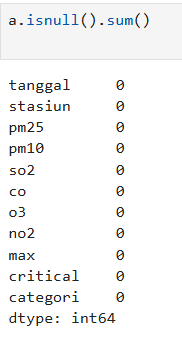 a.isnull().sum()
tanggal 0
stasiun 0
pm25 0
pm10 0
so2 0
co 0
o3 0
no2 0
max 0
critical 0
categori 0
dtype: int64